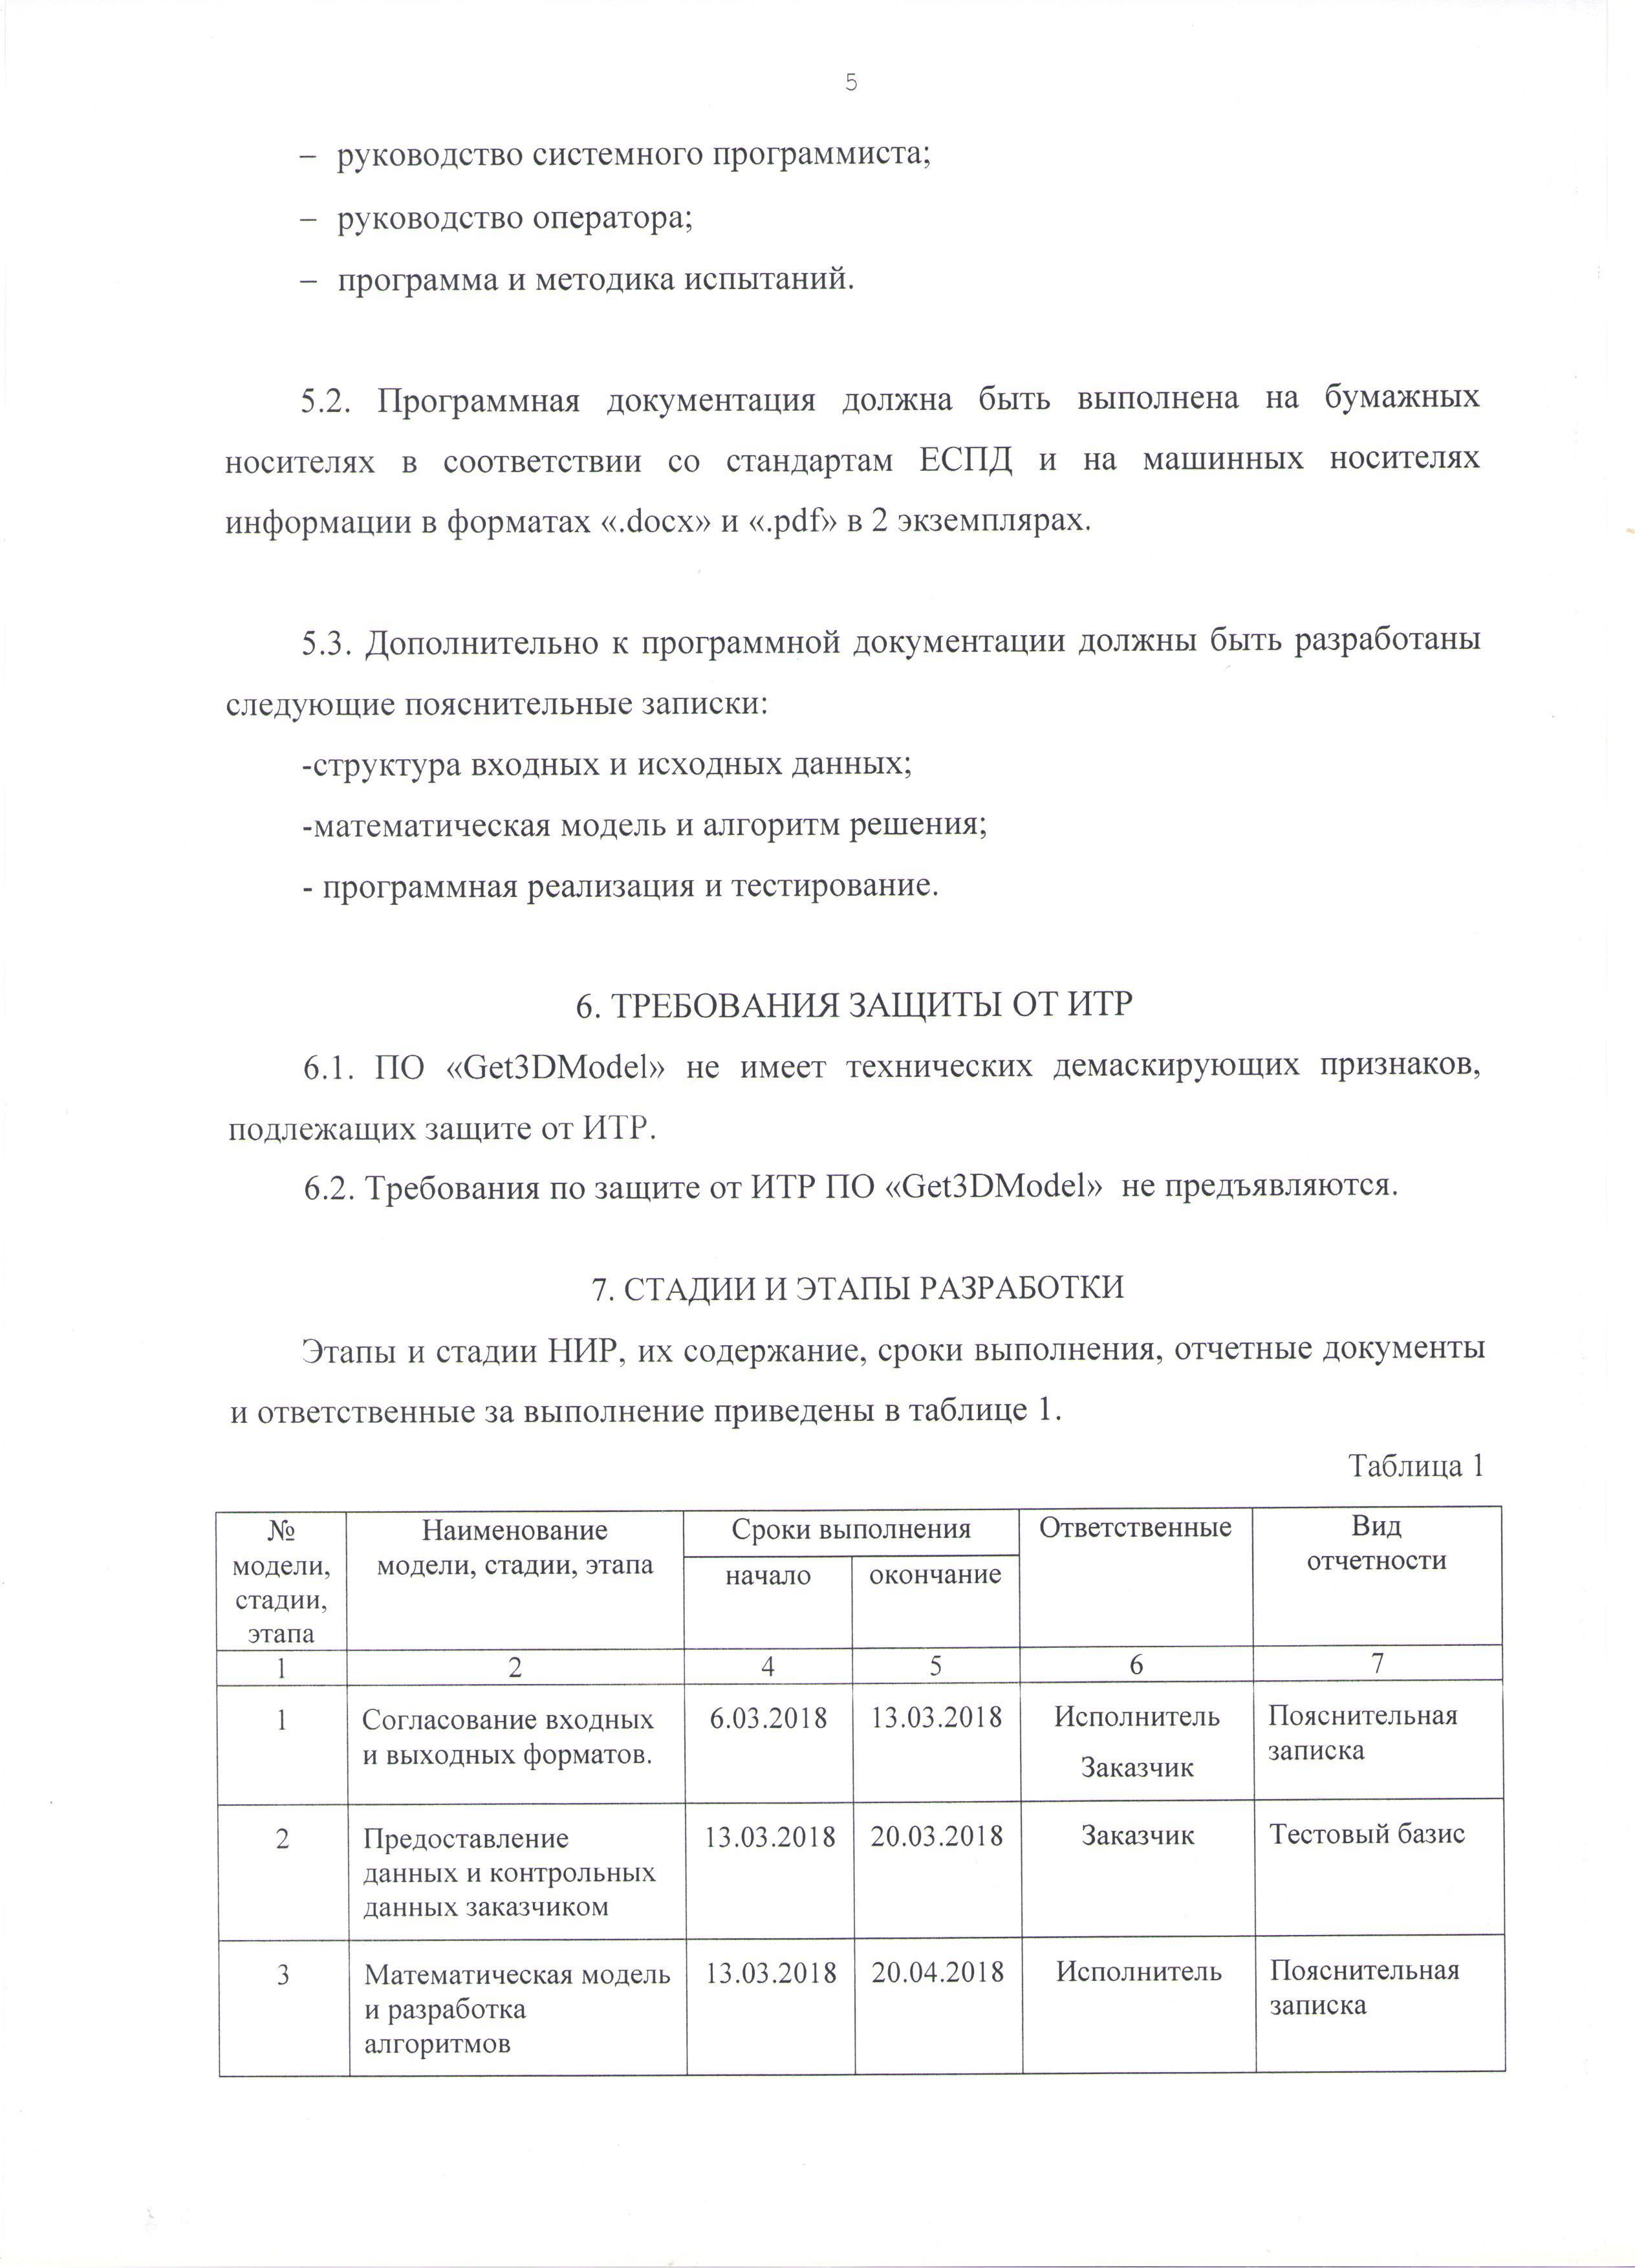 5
– руководство системного программиста;
– руководство оператора;
– программа и методика испытаний.
5.2. Программная документация должна быть выполнена на бумажных
носителях в соответствии со стандартам ЕСПД и на машинных носителях
информации в форматах «.docx» и «.pdf» в 2 экземплярах.
5.3. Дополнительно к программной документации должны быть разработаны
следующие пояснительные записки:
-структура входных и исходных данных;
-математическая модель и алгоритм решения;
- программная реализация и тестирование.
6. ТРЕБОВАНИЯ ЗАЩИТЫ ОТ ИТР
6.1. ПО «Get3DModel» не имеет технических демаскирующих признаков,
подлежащих защите от ИТР.
6.2. Требования по защите от ИТР ПО «Get3DModel» не предъявляются.
7. СТАДИИ И ЭТАПЫ РАЗРАБОТКИ
Этапы и стадии НИР, их содержание, сроки выполнения, отчетные документы
и ответственные за выполнение приведены в таблице 1.
Таблица 1
№
модели,
стадии,
этапа
Наименование
модели, стадии, этапа
Сроки выполнения
начало
окончание
Ответственные
Вид
отчетности
1 2 4 5 6 7
1
Согласование входных
и выходных форматов.
6.03.2018
13.03.2018
Исполнитель
Заказчик
Пояснительная
записка
2
Предоставление
данных и контрольных
данных заказчиком
13.03.2018
20.03.2018
Заказчик
Тестовый базис
3
Математическая модель
и разработка
алгоритмов
13.03.2018
20.04.2018
Исполнитель
Пояснительная
записка